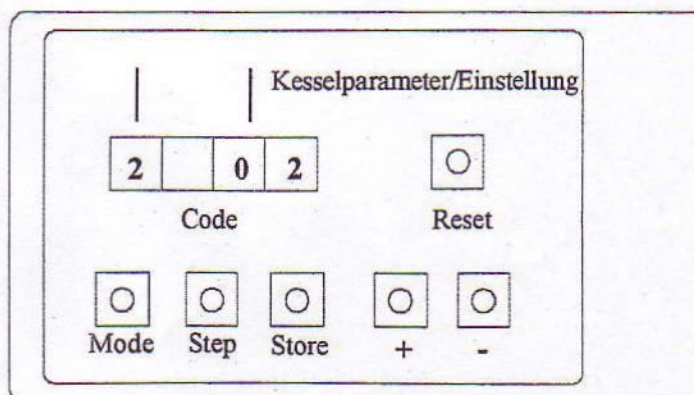 Kesselparameter/Einstellung
2 0 2
Code Reset
Mode Step Store + -